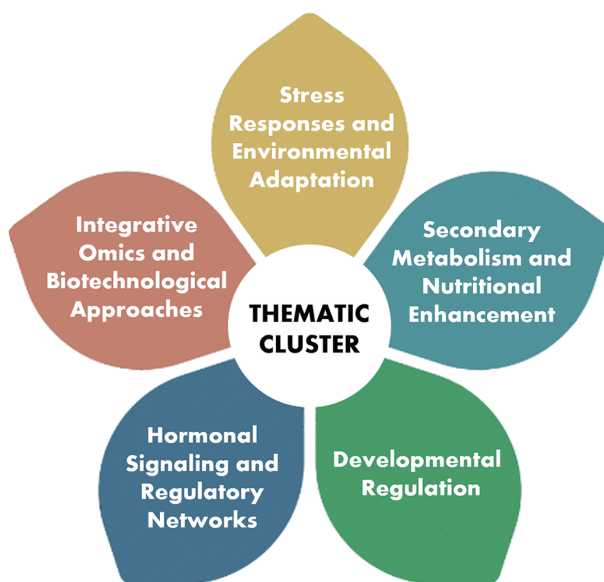 Stress
Responses and
Environmental
Adaptation
Secondary
Metabolism and
Nutritional
Enhancement
Developmental
Regulation
Hormonal
Signaling and
Regulatory
Networks
Integrative
Omics and
Biotechnological
Approaches
THEMATIC
CLUSTER